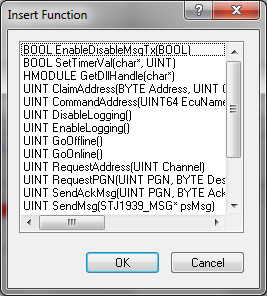 Insert Function
BOOL EnableDisableMsgTx(BOOL(
BOOL SetTimerVal(char*, UINT)
HMODULE GetDllHandle(char*)
UINT ClaimAddress(BYTE Address, UINT C
UINT CommandAddress(UINT64 EcuName
UINT DisableLogging()
UINT EnableLogging()
UINT GoOffline()
UINT GoOnline()
UINT RequestAddress(UINT Channel)
UINT RequestPGN(UINT PGN, BYTE Des
UINT SendAckMsg(UINT PGN, BYTE Ack
UINT SendMsg(STJ1939_MSG* psMsg)
OK
Cancel